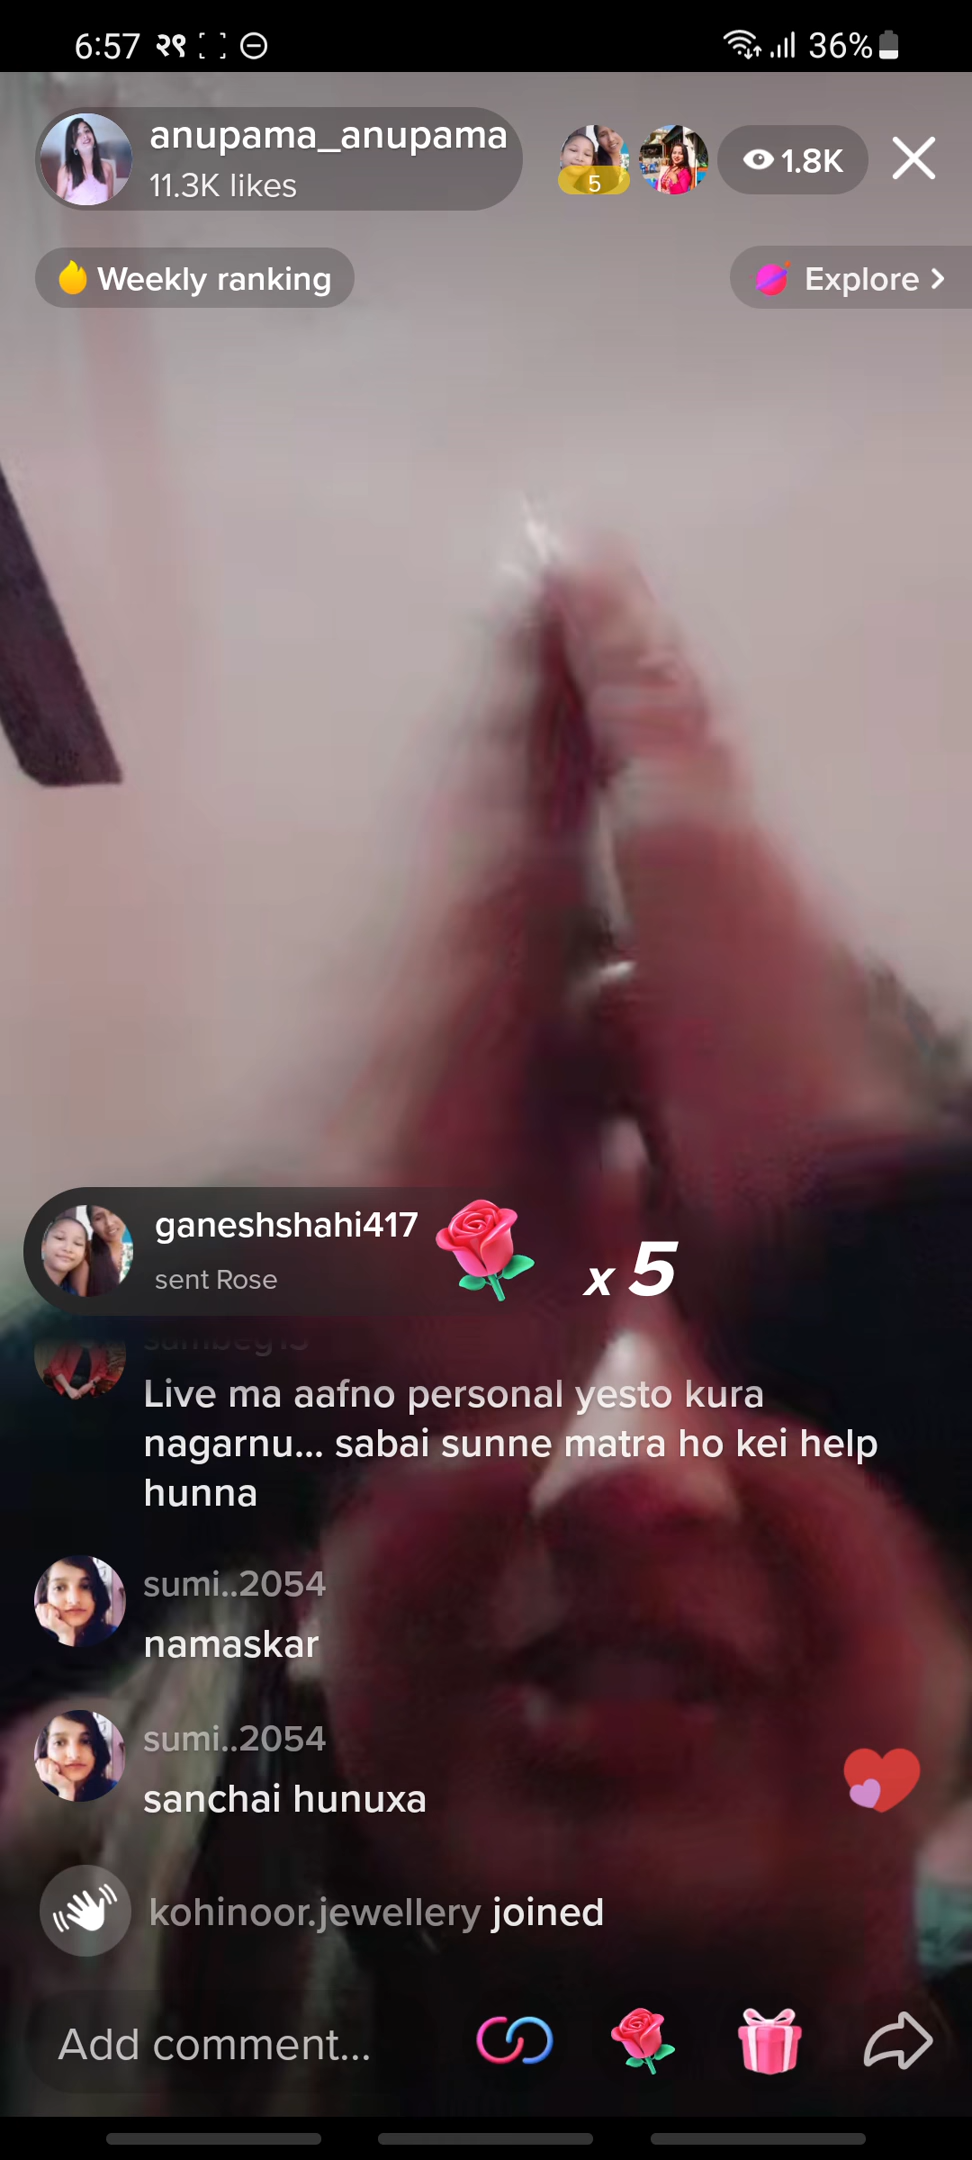 6:57 २९
36%
anupama_anupama
11.3K likes
5
1.8K
Weekly ranking
Explore
ganeshshahi417
sent Rose
x 5
sambeg15
Live ma aafno personal yesto kura
nagarnu... sabai sunne matra ho kei help
hunna
sumi..2054
namaskar
sumi..2054
sanchai hunuxa
kohinoor.jewellery joined
Add comment...